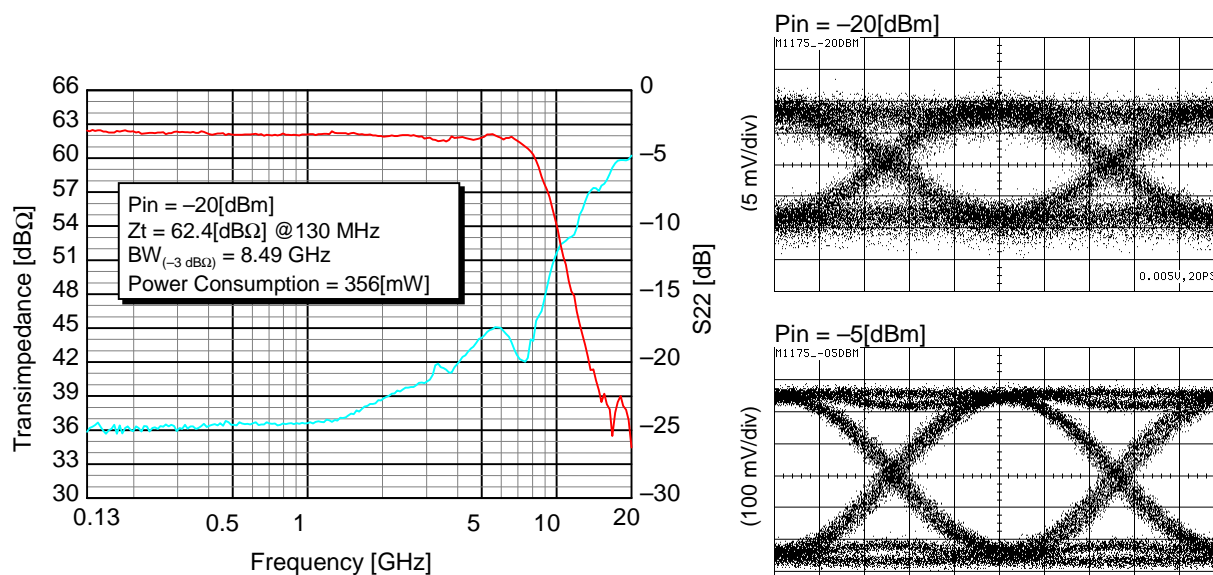 66
63
60
57
54
51
48
45
42
39
36
33
30
Transimpedance [dBΩ]
0
–5
–10
–15
–20
–25
–30
S22 [dB]
Pin = –20[dBm]
Zt = 62.4[dBΩ] @130 MHz
BW(–3 dBΩ) = 8.49 GHz
Power Consumption = 356[mW]
0.13 0.5 1 5 10 20
Frequency [GHz]
Pin = –20[dBm]
M1175_-20DBM
(5 mV/div)
0.005V,20PS
Pin = –5[dBm]
M1175_-05DBM
(100 mV/div)